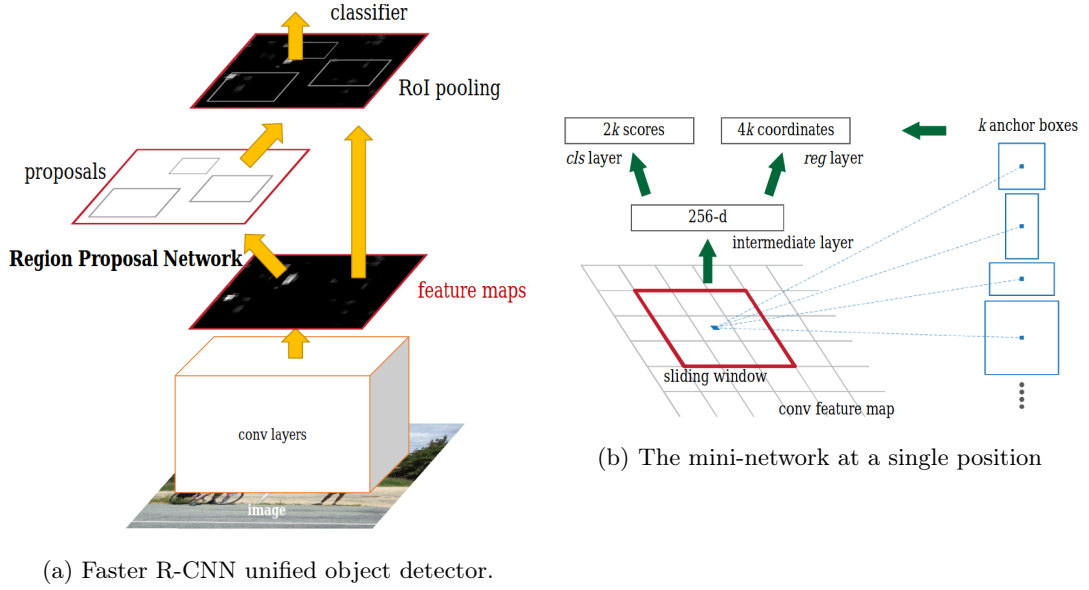 classifier
RoI pooling
proposals
Region Proposal Network
feature maps
conv layers
image
(a) Faster R-CNN unified object detector.
2k scores
4k coordinates
k anchor boxes
cls layer
reg layer
256-d
intermediate layer
sliding window
conv feature map
(b) The mini-network at a single position